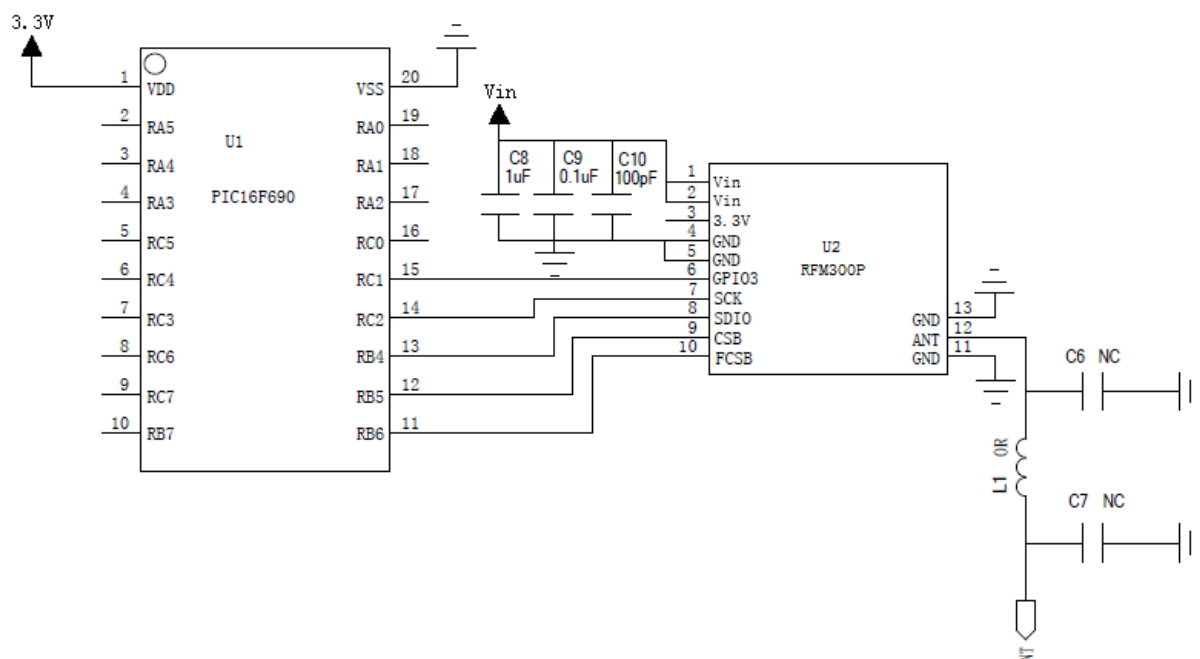 3.3V
1 VDD
2 RA5
3 RA4
4 RA3
5 RC5
6 RC4
7 RC3
8 RC6
9 RC7
10 RB7
U1
PIC16F690
VSS 20
RA0 19
RA1 18
RA2 17
RC0 16
RC1 15
RC2 14
RB4 13
RB5 12
RB6 11
Vin
C8
1uF
C9
0.1uF
C10
100pF
1 Vin
2 Vin
3 3.3V
4 GND
5 GND
6 GPIO3
7 SCK
8 SDIO
9 CSB
10 FCSB
U2
RFM300P
GND 13
ANT 12
GND 11
C6 NC
L1 0R
C7 NC